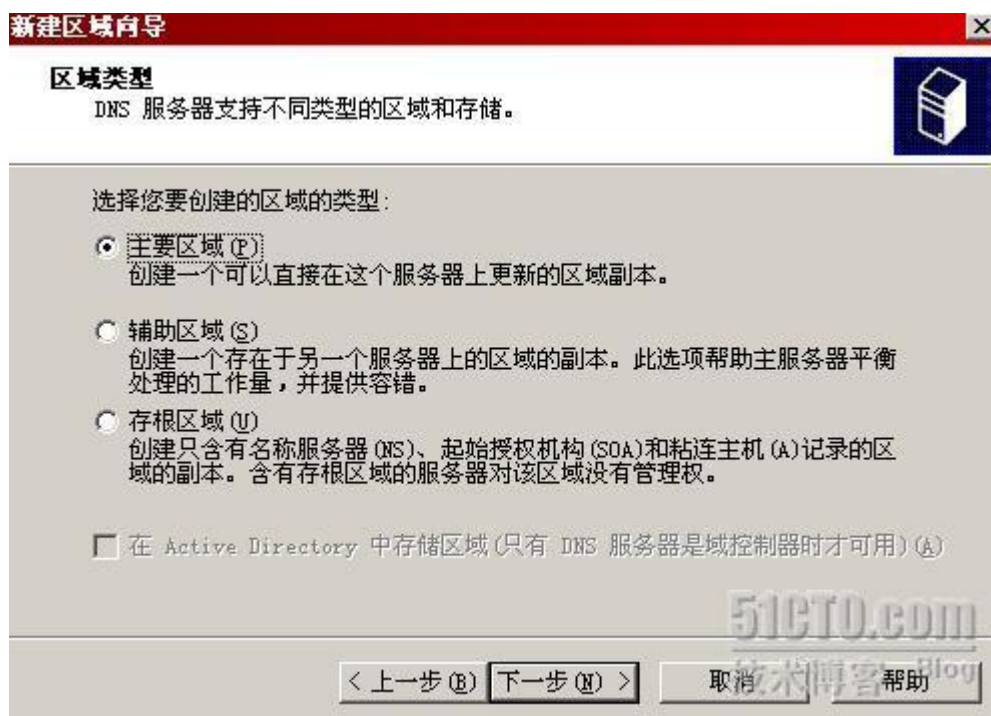 新建区域向导
区域类型
DNS 服务器支持不同类型的区域和存储。
选择您要创建的区域的类型:
主要区域(P)
创建一个可以直接在这个服务器上更新的区域副本。
辅助区域(S)
创建一个存在于另一个服务器上的区域的副本。此选项帮助主服务器平衡
处理的工作量，并提供容错。
存根区域(U)
创建只含有名称服务器(NS)、起始授权机构(SOA)和粘连主机(A)记录的区
域的副本。含有存根区域的服务器对该区域没有管理权。
在 Active Directory 中存储区域(只有 DNS 服务器是域控制器时才可用)(A)
51CTO.com
技术博客 Blog
< 上一步(B) 下一步(N) > 取消 帮助